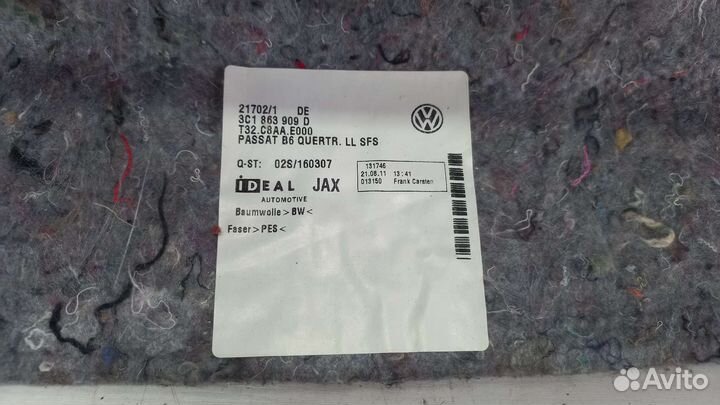 21702/1 DE
3C1 863 909 D
T32.C8AA.E000
PASSAT B6 QUERTR. LL SFS
Q-ST: 02S/160307
131746
21.08.11 13:41
013150 Frank Carsten
IDEAL JAX
AUTOMOTIVE
Baumwolle > BW <
Faser > PES <
Avito